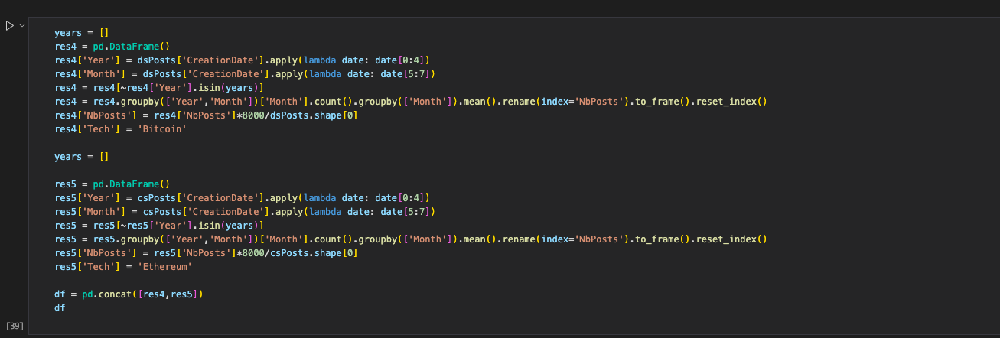 years = []
res4 = pd.DataFrame()
res4['Year'] = dsPosts['CreationDate'].apply(lambda date: date[0:4])
res4['Month'] = dsPosts['CreationDate'].apply(lambda date: date[5:7])
res4 = res4[~res4['Year'].isin(years)]
res4 = res4.groupby(['Year','Month'])['Month'].count().groupby(['Month']).mean().rename(index='NbPosts').to_frame().reset_index()
res4['NbPosts'] = res4['NbPosts']*8000/dsPosts.shape[0]
res4['Tech'] = 'Bitcoin'
years = []
res5 = pd.DataFrame()
res5['Year'] = csPosts['CreationDate'].apply(lambda date: date[0:4])
res5['Month'] = csPosts['CreationDate'].apply(lambda date: date[5:7])
res5 = res5[~res5['Year'].isin(years)]
res5 = res5.groupby(['Year','Month'])['Month'].count().groupby(['Month']).mean().rename(index='NbPosts').to_frame().reset_index()
res5['NbPosts'] = res5['NbPosts']*8000/csPosts.shape[0]
res5['Tech'] = 'Ethereum'
df = pd.concat([res4,res5])
df
[39]